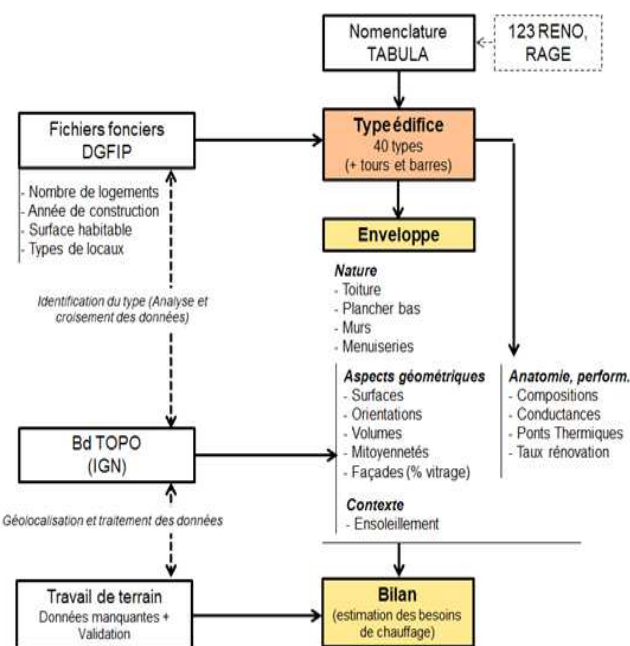 Nomenclature
TABULA
123 RENO,
RAGE
Fichiers fonciers
DGFIP
Type édifice
40 types
(+ tours et barres)
- Nombre de logements
- Année de construction
- Surface habitable
- Types de locaux
Enveloppe
Nature
- Toiture
- Plancher bas
- Murs
- Menuiseries
Identification du type (Analyse et
croisement des données)
Aspects géométriques
- Surfaces
- Orientations
- Volumes
- Mitoyennetés
- Façades (% vitrage)
Anatomie, perform.
- Compositions
- Conductances
- Ponts Thermiques
- Taux rénovation
Bd TOPO
(IGN)
Contexte
- Ensoleillement
Géolocalisation et traitement des données
Travail de terrain
Données manquantes +
Validation
Bilan
(estimation des besoins
de chauffage)